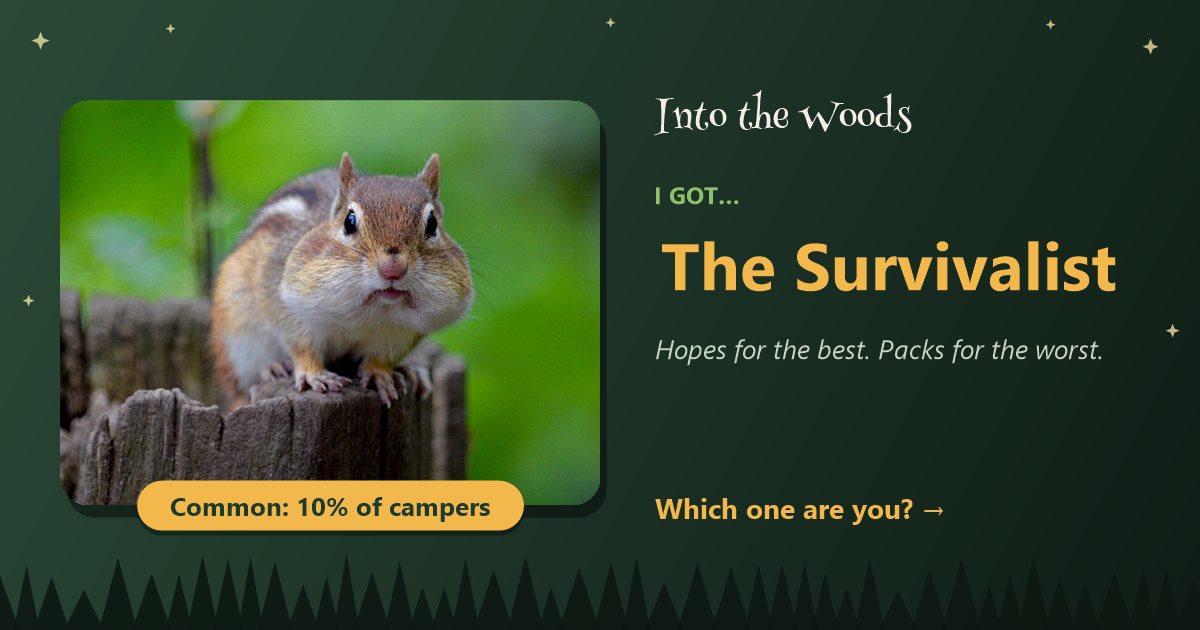 Into the Woods
I GOT...
The Survivalist
Hopes for the best. Packs for the worst.
Common: 10% of campers
Which one are you? →